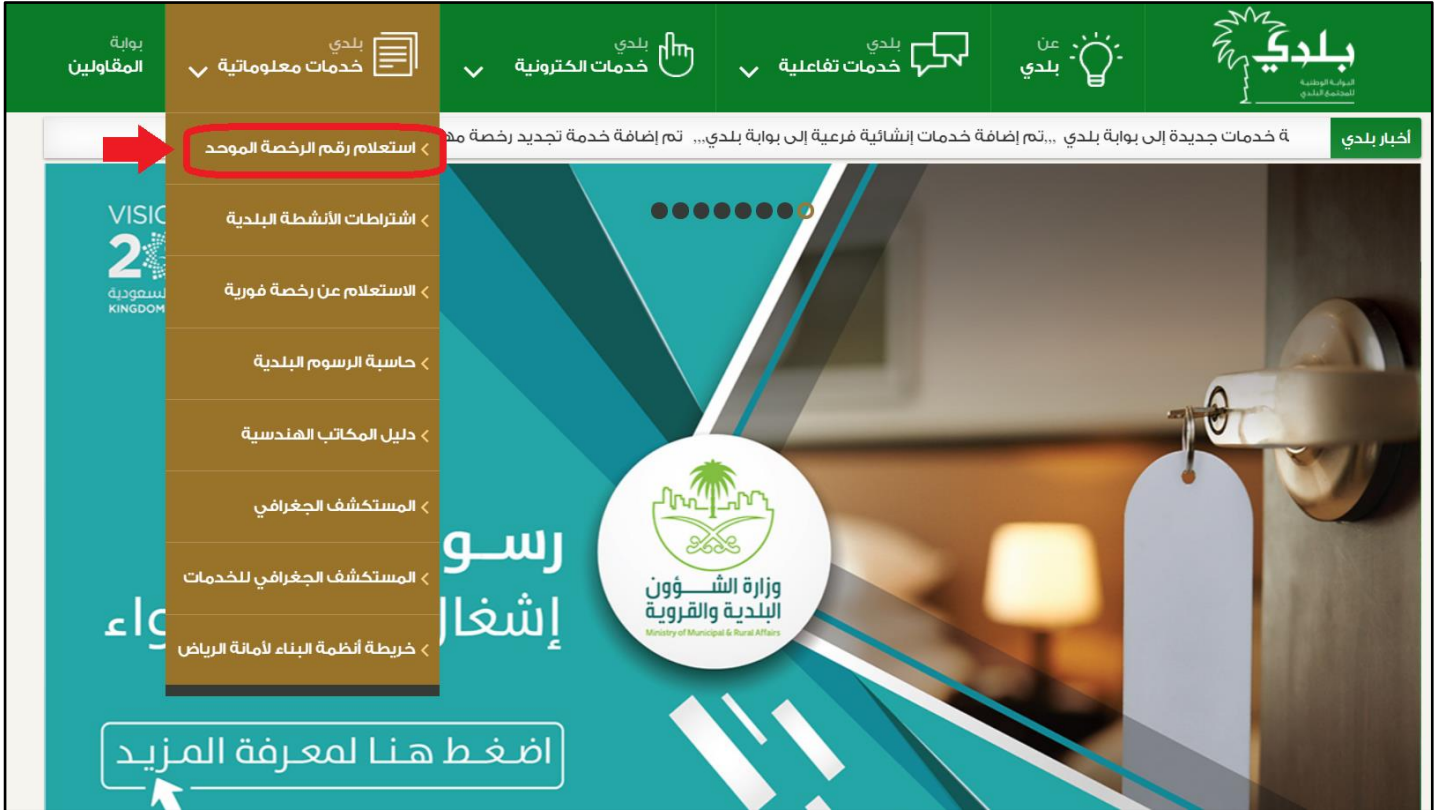 بلدي
البوابة الوطنية
للمجتمع البلدي
عن
بلدي
بلدي
خدمات تفاعلية
بلدي
خدمات الكترونية
بلدي
خدمات معلوماتية
بوابة
المقاولين
أخبار بلدي
ة خدمات جديدة إلى بوابة بلدي ,,,تم إضافة خدمات إنشائية فرعية إلى بوابة بلدي,,, تم إضافة خدمة تجديد رخصة
استعلام رقم الرخصة الموحد
اشتراطات الأنشطة البلدية
الاستعلام عن رخصة فورية
حاسبة الرسوم البلدية
دليل المكاتب الهندسية
المستكشف الجغرافي
المستكشف الجغرافي للخدمات
خريطة أنظمة البناء لأمانة الرياض
وزارة الشـــؤون
البلدية والقروية
Ministry of Municipal & Rural Affairs
اضغط هنا لمعرفة المزيد